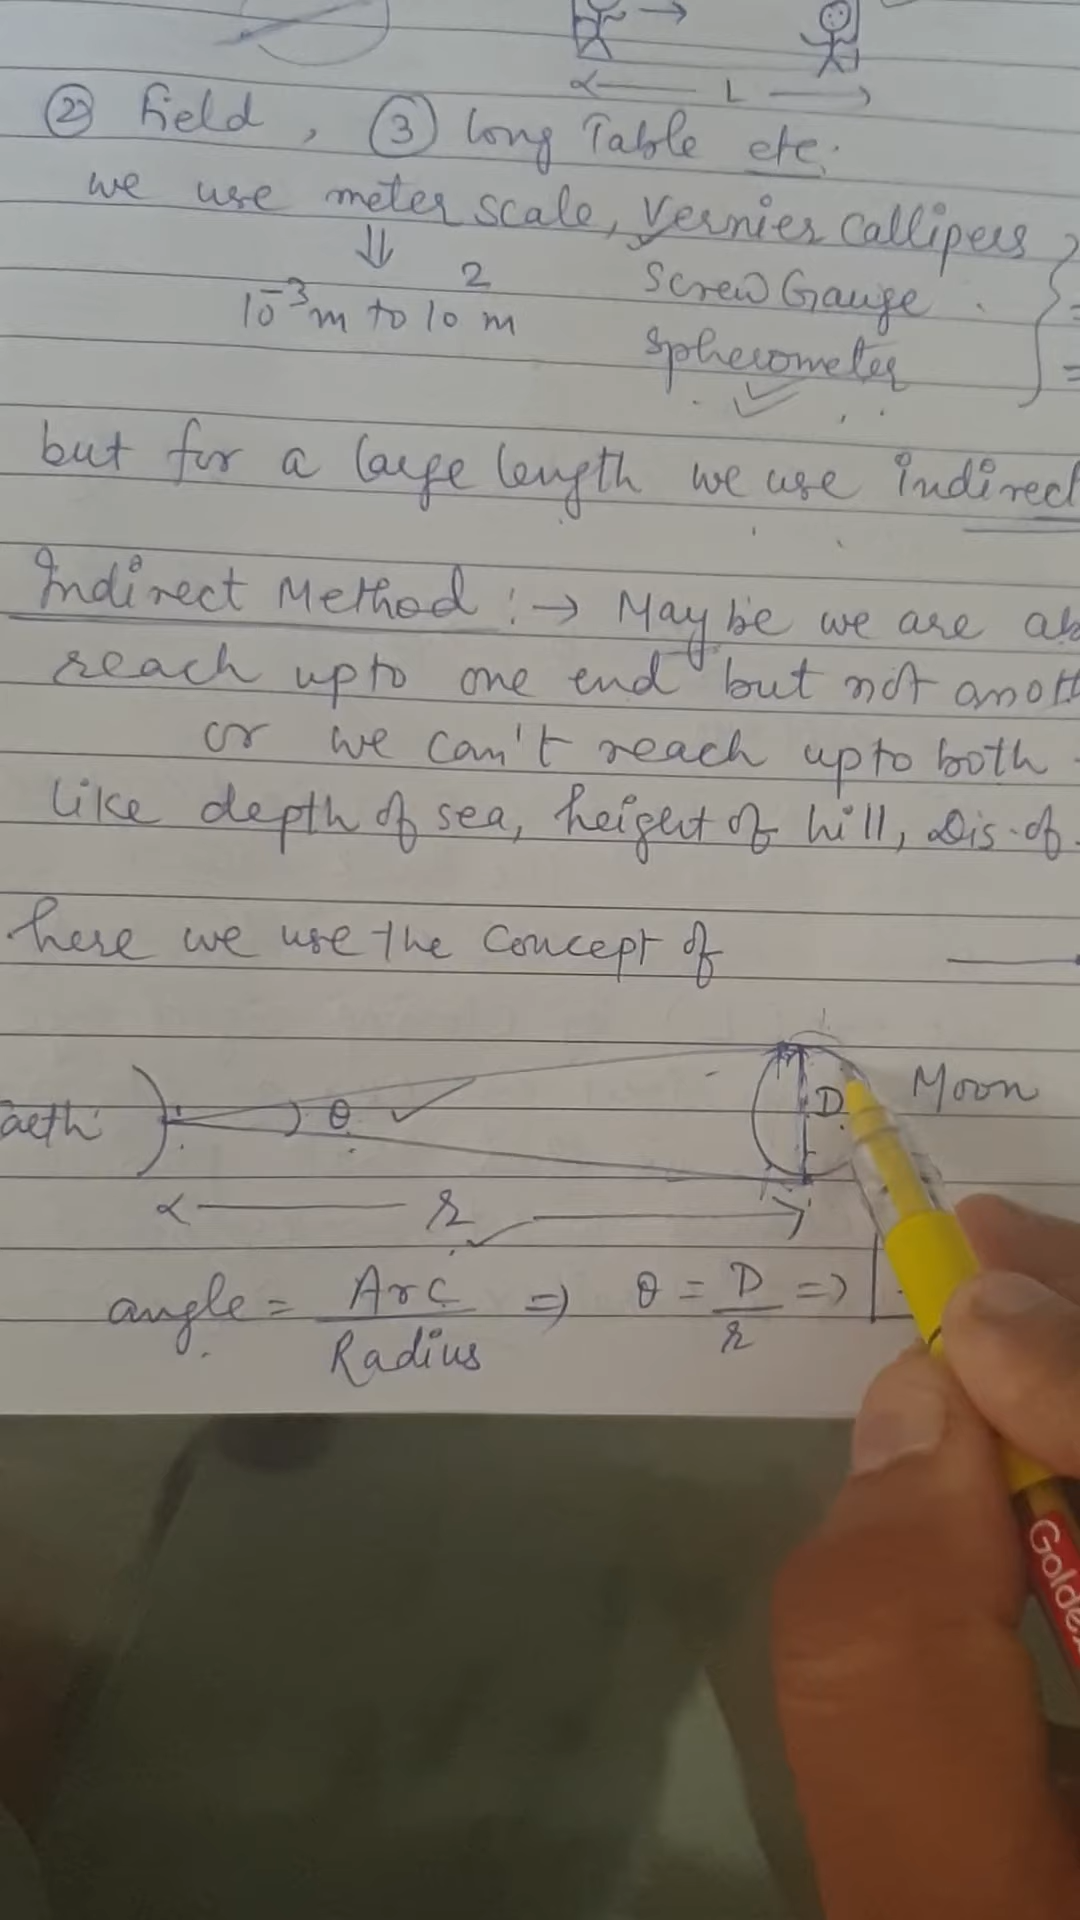 ← L →
② field, ③ long Table etc.
we use meter scale, Vernier Callipers
⇓ Screw Gauge
10⁻³m to 10² m Spherometer
but for a large length we use indirect
Indirect Method :→ May be we are
reach upto one end but not
or we can't reach upto both
like depth of sea, height of hill, Dis. of
here we use the concept of
θ D Moon
← r →
angle = Arc / Radius ⇒ θ = D / r ⇒
Golde